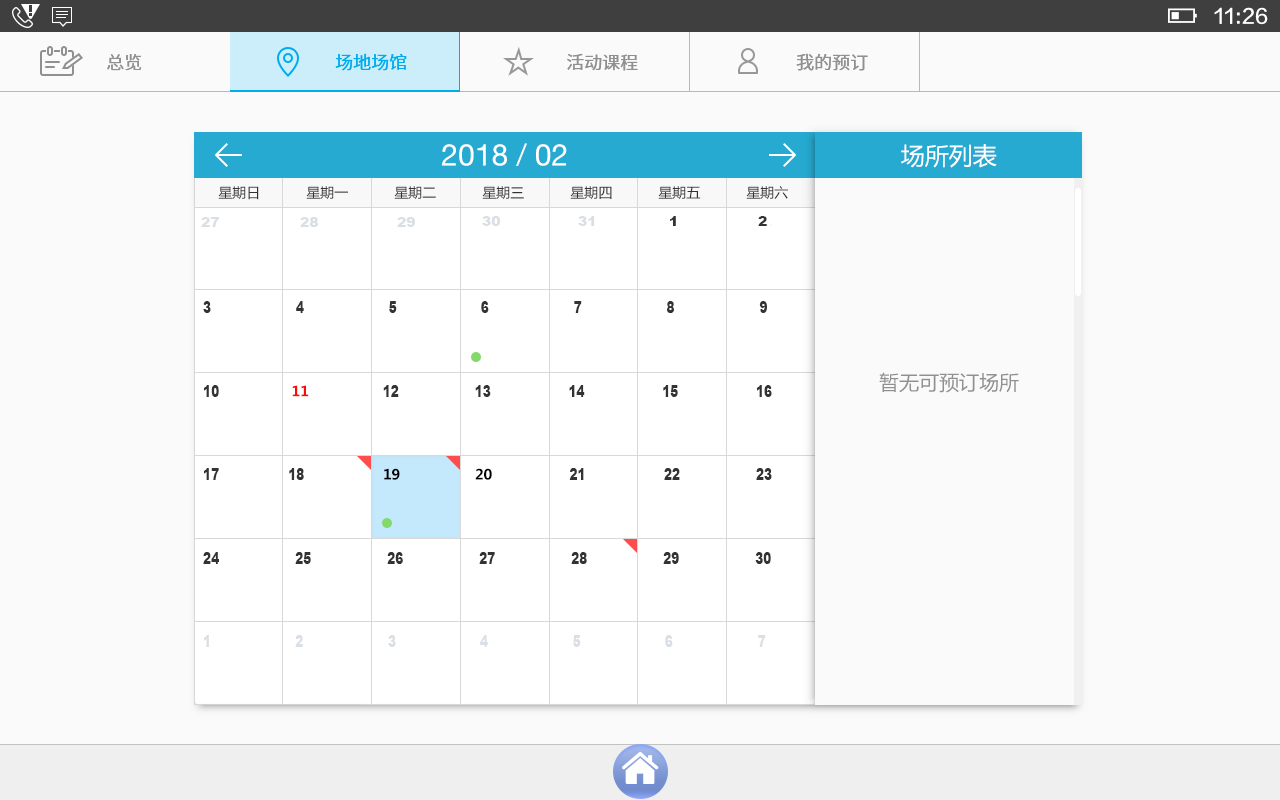 11:26
总览 场地场馆 活动课程 我的预订
2018 / 02 场所列表
星期日 星期一 星期二 星期三 星期四 星期五 星期六
27 28 29 30 31 1 2
3 4 5 6 7 8 9
10 11 12 13 14 15 16
暂无可预订场所
17 18 19 20 21 22 23
24 25 26 27 28 29 30
1 2 3 4 5 6 7